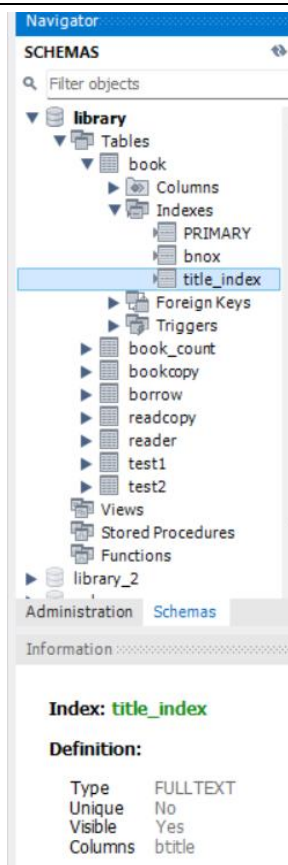 Navigator
SCHEMAS
Filter objects
library
Tables
book
Columns
Indexes
PRIMARY
bnox
title_index
Foreign Keys
Triggers
book_count
bookcopy
borrow
readcopy
reader
test1
test2
Views
Stored Procedures
Functions
library_2
Administration Schemas
Information
Index: title_index
Definition:
Type FULLTEXT
Unique No
Visible Yes
Columns btitle